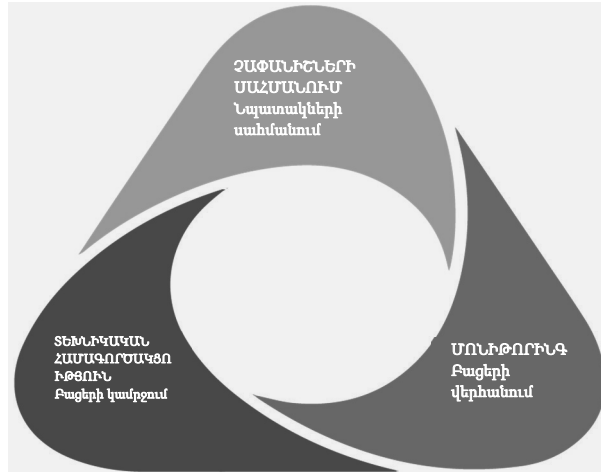 ՉԱՓԱՆԻՇՆԵՐԻ
ՍԱՀՄԱՆՈՒՄ
Նպատակների
սահմանում
ՏԵԽՆԻԿԱԿԱՆ
ՀԱՄԱԳՈՐԾԱԿՑՈ
ՒԹՅՈՒՆ
Բացերի կամրջում
ՄՈՆԻԹՈՐԻՆԳ
Բացերի
վերհանում